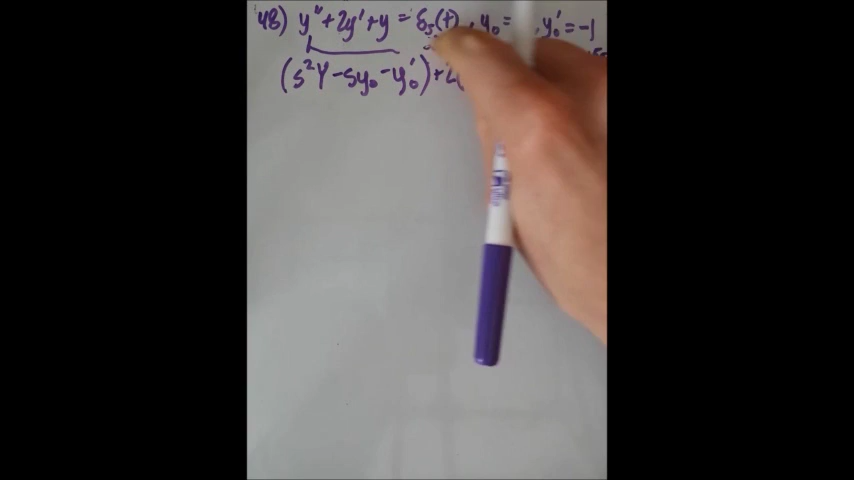 48) y'' + 2y' + y = δ₅(t), y₀ = , y₀' = -1
(s²Y - sy₀ - y₀') + 2(